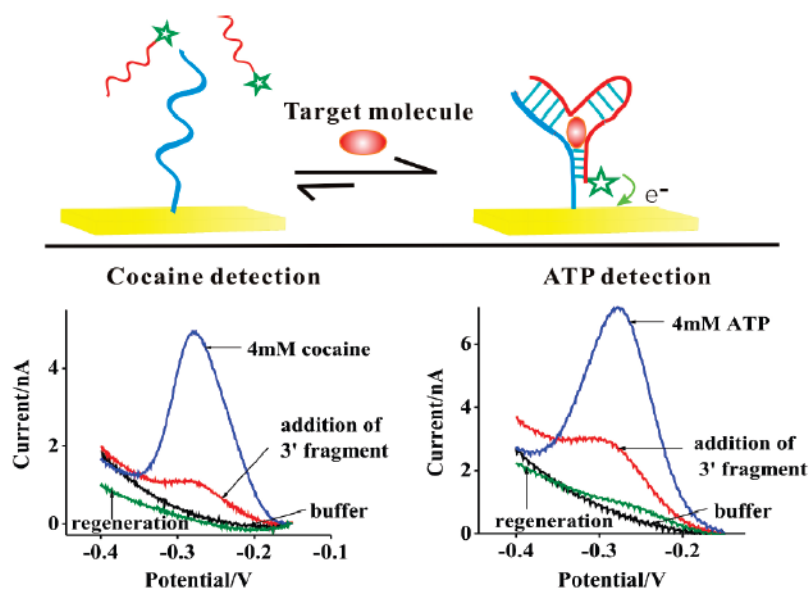 Target molecule
e-
Cocaine detection
ATP detection
Current/nA
4
2
0
4mM cocaine
addition of
3' fragment
regeneration
buffer
-0.4
-0.3
-0.2
-0.1
Potential/V
Current/nA
6
4
2
0
4mM ATP
addition of
3' fragment
regeneration
buffer
-0.4
-0.3
-0.2
Potential/V